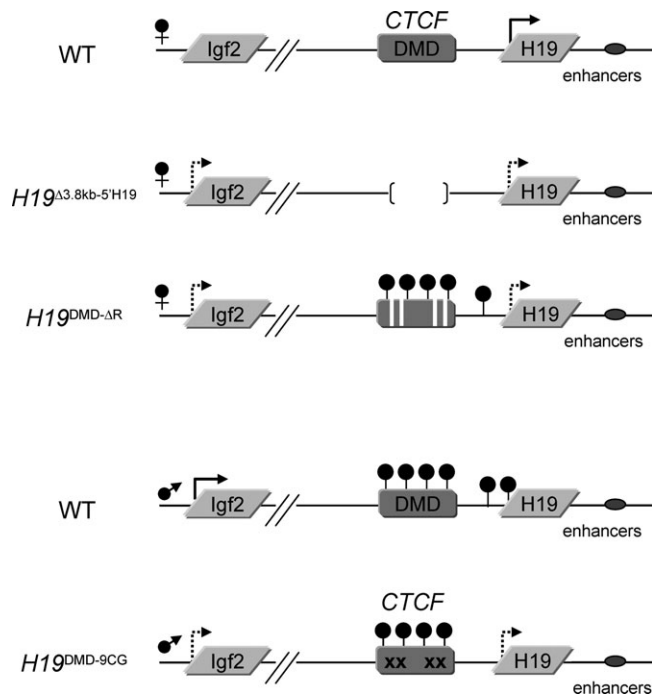 CTCF
WT Igf2 DMD H19
enhancers
H19Δ3.8kb-5'H19 Igf2 H19
enhancers
H19DMD-ΔR Igf2 H19
enhancers
WT Igf2 DMD H19
enhancers
CTCF
H19DMD-9CG Igf2 xx xx H19
enhancers